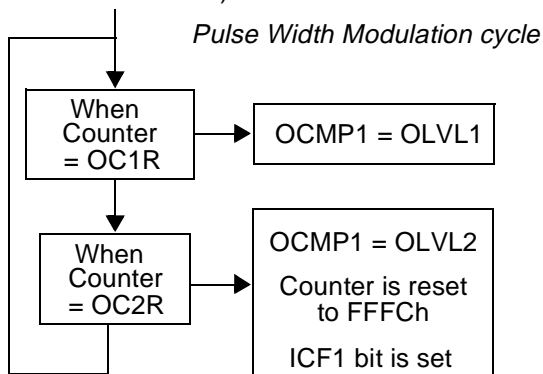 Pulse Width Modulation cycle
When
Counter
= OC1R
OCMP1 = OLVL1
When
Counter
= OC2R
OCMP1 = OLVL2
Counter is reset
to FFFCh
ICF1 bit is set